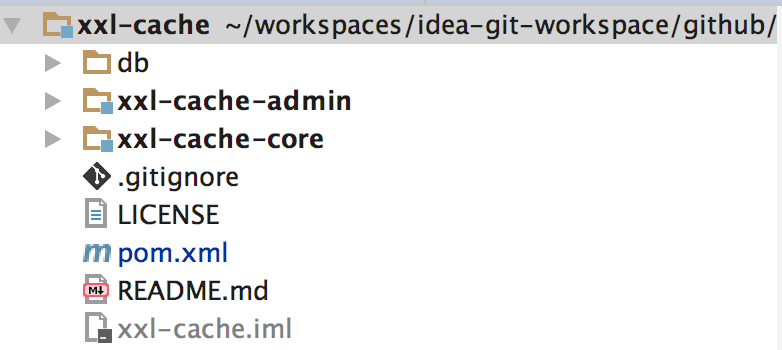 xxl-cache ~/workspaces/idea-git-workspace/github/
db
xxl-cache-admin
xxl-cache-core
.gitignore
LICENSE
pom.xml
README.md
xxl-cache.iml